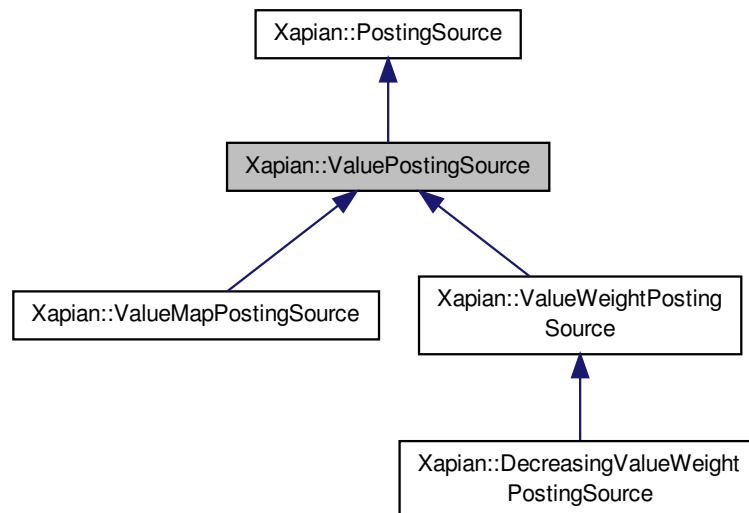 Xapian::PostingSource
Xapian::ValuePostingSource
Xapian::ValueMapPostingSource
Xapian::ValueWeightPosting
Source
Xapian::DecreasingValueWeight
PostingSource